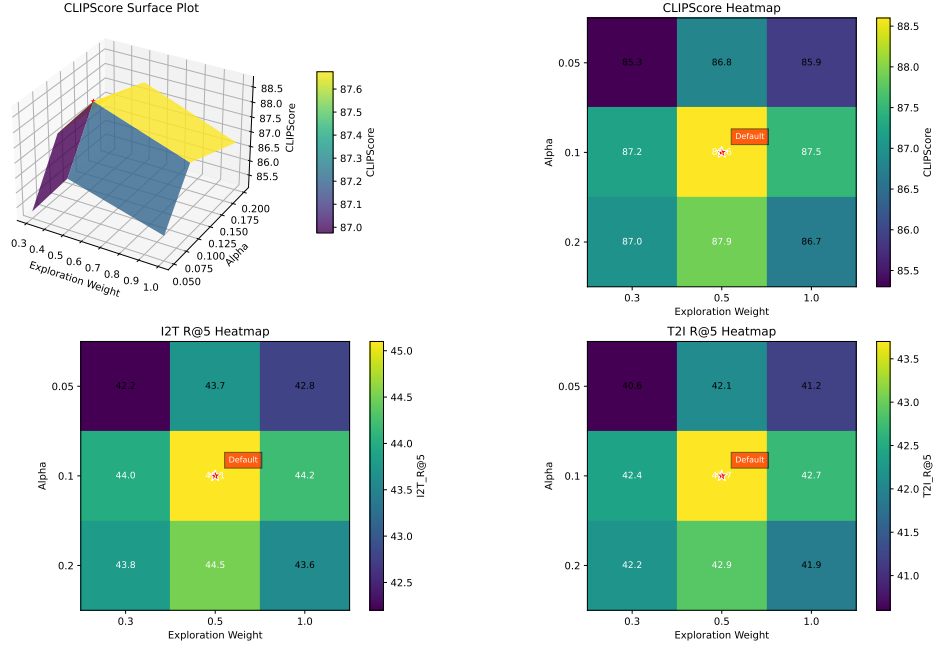 CLIPScore Surface Plot
88.5
88.0
87.5
87.0
86.5
86.0
85.5
CLIPScore
0.3 0.4 0.5 0.6 0.7 0.8 0.9 1.0
Exploration Weight
0.050
0.075
0.100
0.125
0.150
0.175
0.200
Alpha
87.6
87.5
87.4
87.3
87.2
87.1
87.0
CLIPScore
CLIPScore Heatmap
0.05
0.1
0.2
Alpha
85.3 86.8 85.9
Default
87.2 87.5
87.0 87.9 86.7
0.3 0.5 1.0
Exploration Weight
88.5
88.0
87.5
87.0
86.5
86.0
85.5
CLIPScore
I2T R@5 Heatmap
0.05
0.1
0.2
Alpha
42.2 43.7 42.8
Default
44.0 44.2
43.8 44.5 43.6
0.3 0.5 1.0
Exploration Weight
45.0
44.5
44.0
43.5
43.0
42.5
I2T_R@5
T2I R@5 Heatmap
0.05
0.1
0.2
Alpha
40.6 42.1 41.2
Default
42.4 42.7
42.2 42.9 41.9
0.3 0.5 1.0
Exploration Weight
43.5
43.0
42.5
42.0
41.5
41.0
T2I_R@5